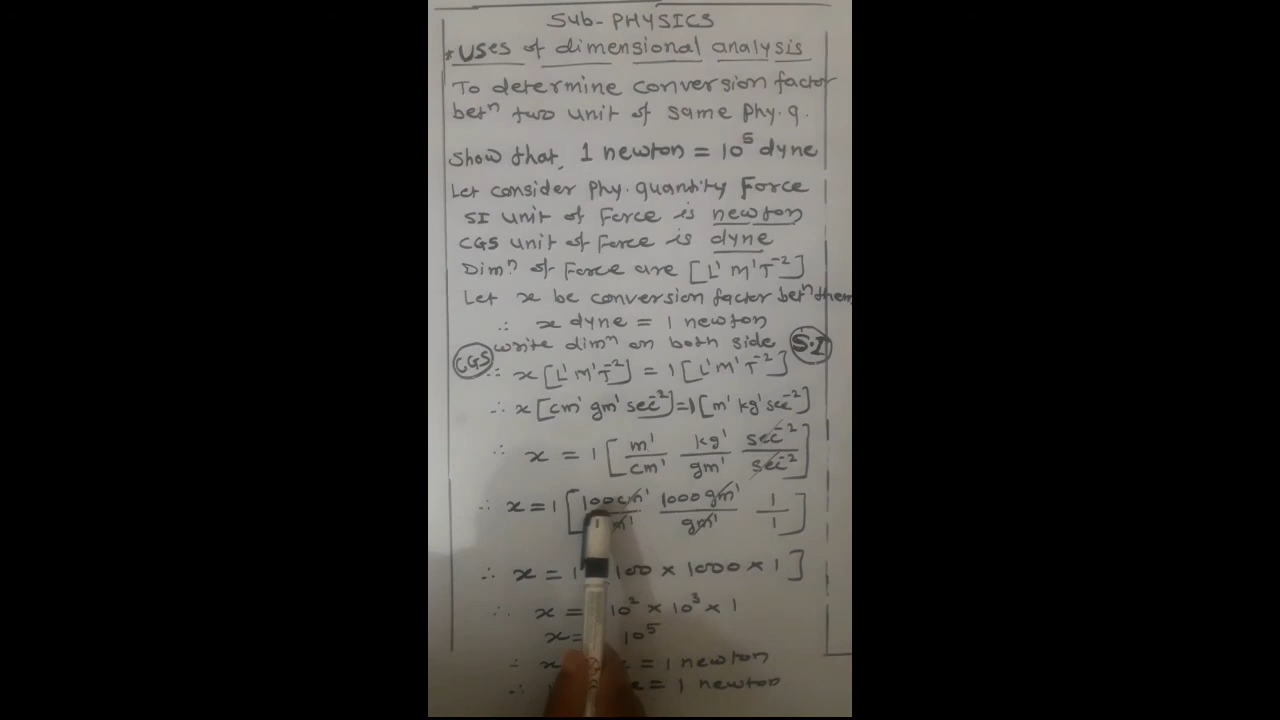 Sub- PHYSICS
* Uses of dimensional analysis
To determine conversion factor
betⁿ two unit of same Phy. q.
Show that, 1 newton = 10⁵ dyne
Let consider Phy. quantity Force
SI unit of Force is newton
CGS unit of Force is dyne
Dimⁿ of Force are [L¹ M¹ T⁻²]
Let x be conversion factor betⁿ them
∴ x dyne = 1 newton
write dimⁿ on both side
CGS S.I
∴ x [L¹ M¹ T⁻²] = 1 [L¹ M¹ T⁻²]
∴ x [cm¹ gm¹ sec⁻²] = 1 [m¹ kg¹ sec⁻²]
∴ x = 1 [m¹/cm¹ kg¹/gm¹ sec⁻²/sec⁻²]
∴ x = 1 [100cm¹/ 1000 gm¹/gm¹ 1/1]
∴ x = 1 100 × 1000 × 1]
∴ x = 10² × 10³ × 1
x = 10⁵
∴ x = 1 newton
∴ = 1 newton